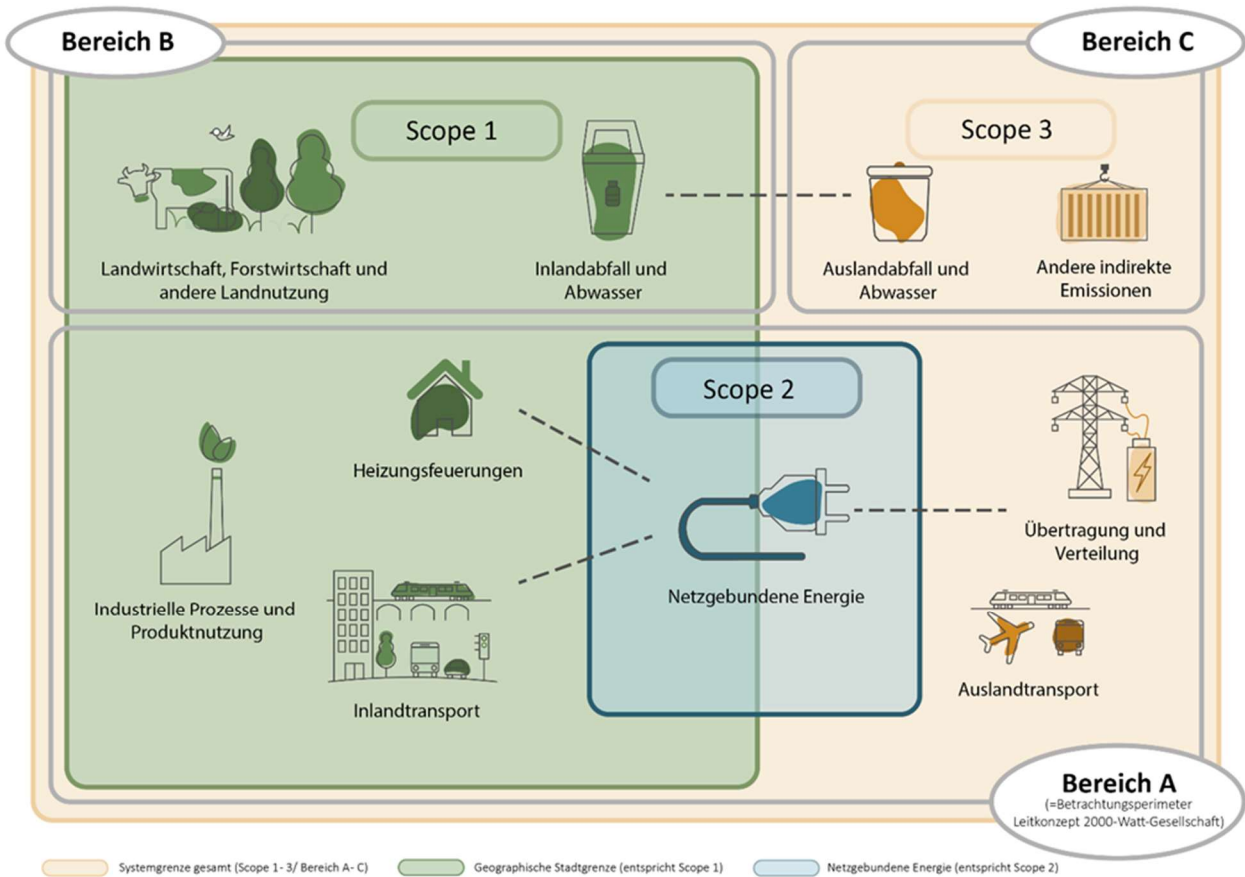 Bereich B
Bereich C
Scope 1
Scope 3
Landwirtschaft, Forstwirtschaft und
andere Landnutzung
Inlandabfall und
Abwasser
Auslandabfall und
Abwasser
Andere indirekte
Emissionen
Scope 2
Heizungsfeuerungen
Industrielle Prozesse und
Produktnutzung
Netzgebundene Energie
Übertragung und
Verteilung
Inlandtransport
Auslandtransport
Bereich A
(=Betrachtungsperimeter
Leitkonzept 2000-Watt-Gesellschaft)
Systemgrenze gesamt (Scope 1- 3/ Bereich A- C)
Geographische Stadtgrenze (entspricht Scope 1)
Netzgebundene Energie (entspricht Scope 2)